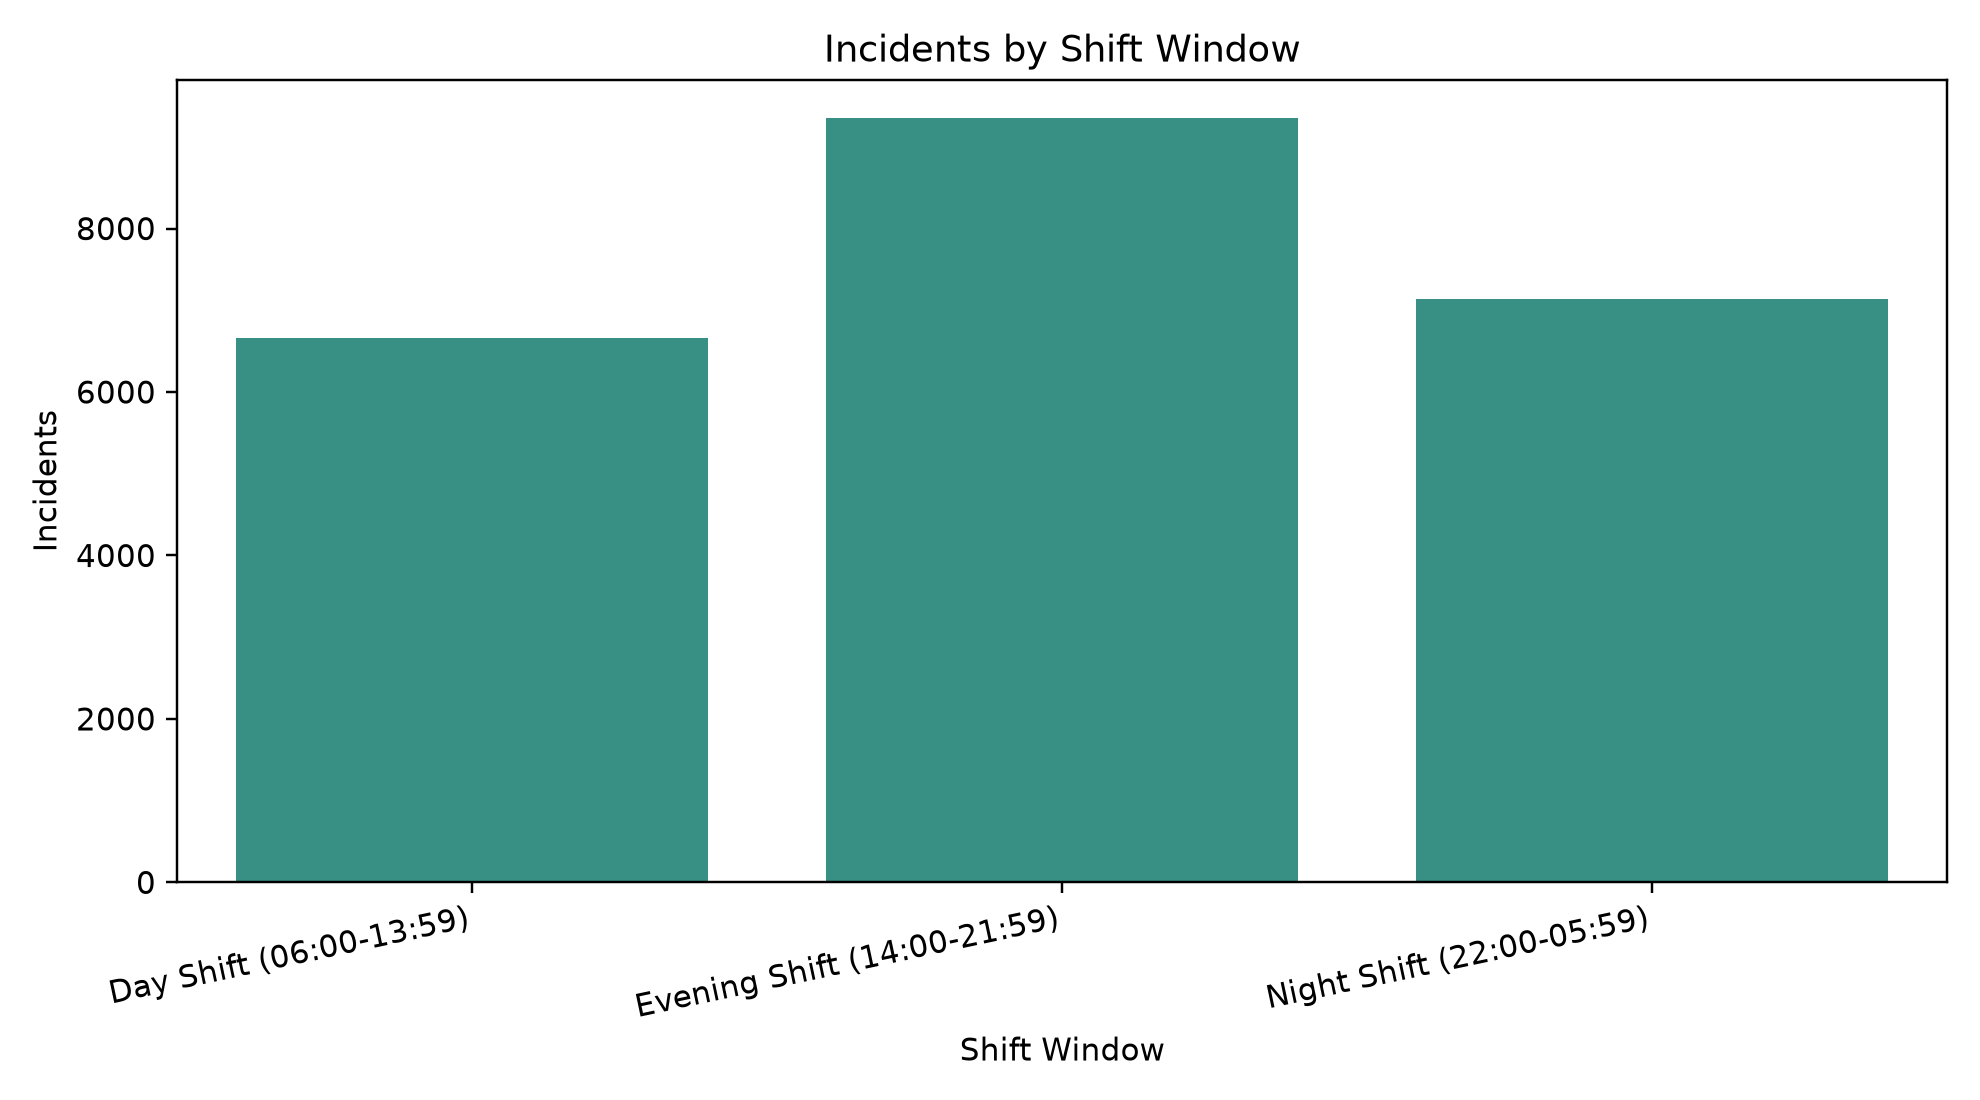 Incidents by Shift Window
Incidents
8000
6000
4000
2000
0
Day Shift (06:00-13:59)
Evening Shift (14:00-21:59)
Night Shift (22:00-05:59)
Shift Window